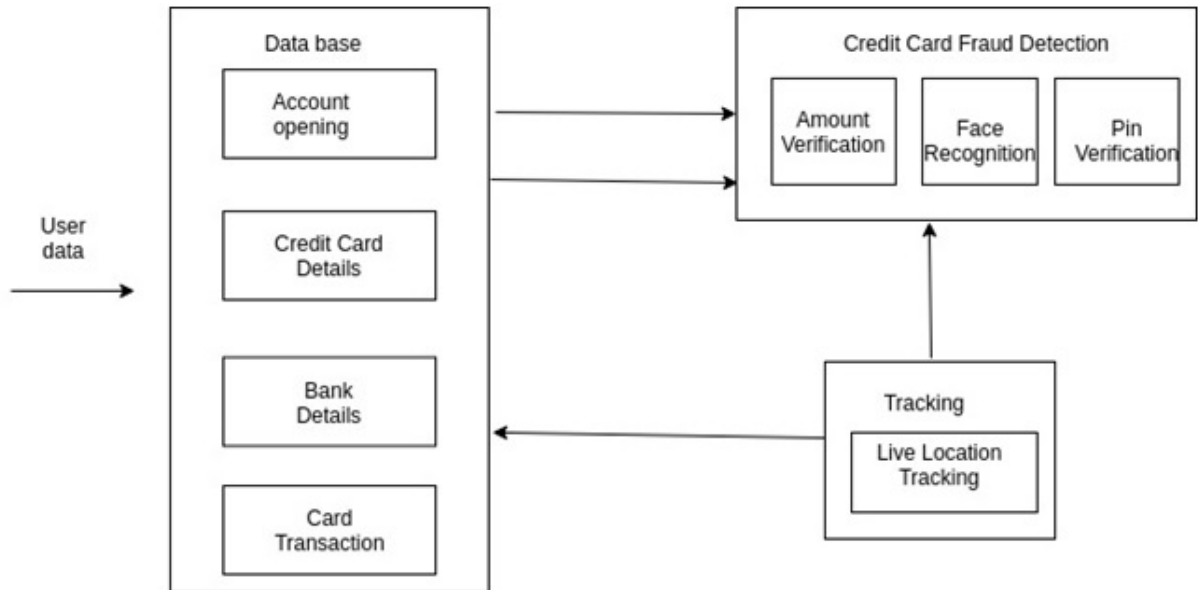 User
data
Data base
Account
opening
Credit Card
Details
Bank
Details
Card
Transaction
Credit Card Fraud Detection
Amount
Verification
Face
Recognition
Pin
Verification
Tracking
Live Location
Tracking